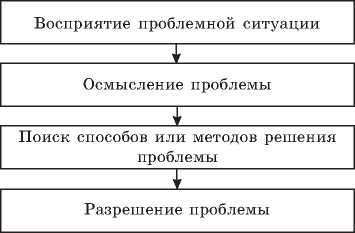 Восприятие проблемной ситуации
Осмысление проблемы
Поиск способов или методов решения
проблемы
Разрешение проблемы